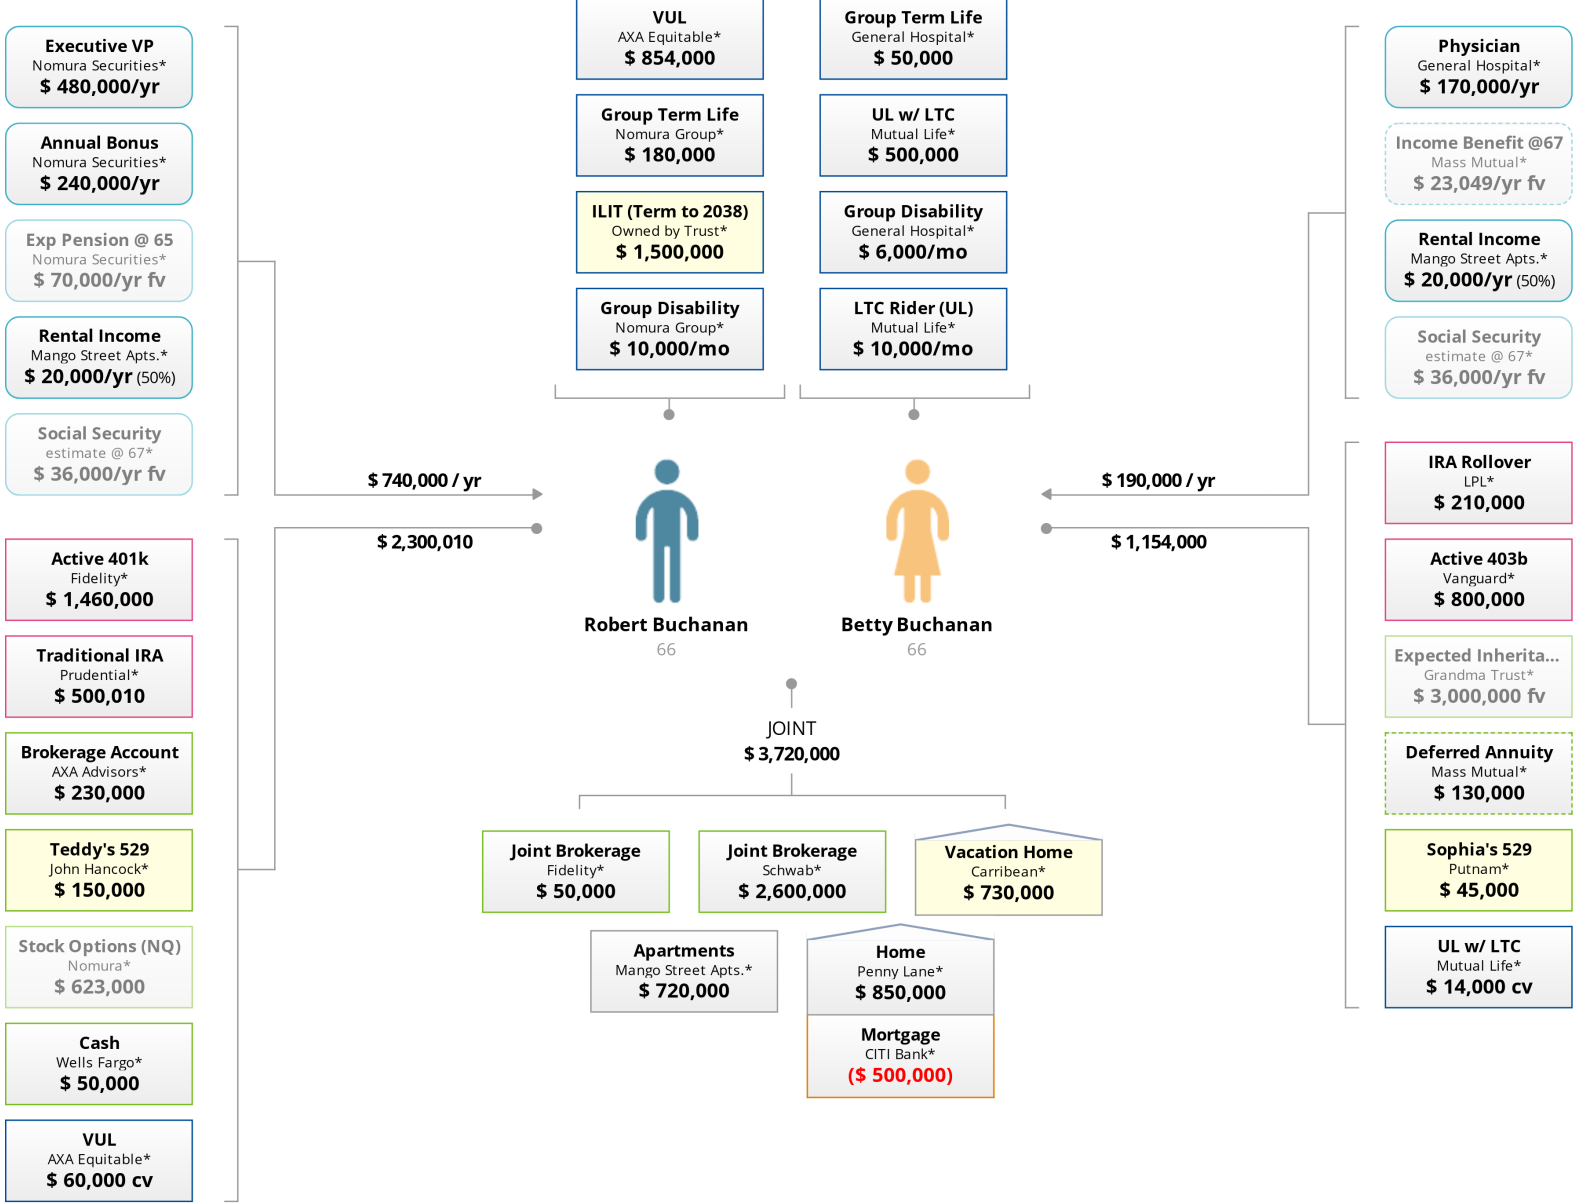 Executive VP
Nomura Securities*
$ 480,000/yr
Annual Bonus
Nomura Securities*
$ 240,000/yr
Exp Pension @ 65
Nomura Securities*
$ 70,000/yr fv
Rental Income
Mango Street Apts.*
$ 20,000/yr (50%)
Social Security
estimate @ 67*
$ 36,000/yr fv
VUL
AXA Equitable*
$ 854,000
Group Term Life
Nomura Group*
$ 180,000
ILIT (Term to 2038)
Owned by Trust*
$ 1,500,000
Group Disability
Nomura Group*
$ 10,000/mo
Group Term Life
General Hospital*
$ 50,000
UL w/ LTC
Mutual Life*
$ 500,000
Group Disability
General Hospital*
$ 6,000/mo
LTC Rider (UL)
Mutual Life*
$ 10,000/mo
Physician
General Hospital*
$ 170,000/yr
Income Benefit @67
Mass Mutual*
$ 23,049/yr fv
Rental Income
Mango Street Apts.*
$ 20,000/yr (50%)
Social Security
estimate @ 67*
$ 36,000/yr fv
$ 740,000 / yr
$ 2,300,010
$ 190,000 / yr
$ 1,154,000
Robert Buchanan
66
Betty Buchanan
66
Active 401k
Fidelity*
$ 1,460,000
Traditional IRA
Prudential*
$ 500,010
Brokerage Account
AXA Advisors*
$ 230,000
Teddy's 529
John Hancock*
$ 150,000
Stock Options (NQ)
Nomura*
$ 623,000
Cash
Wells Fargo*
$ 50,000
VUL
AXA Equitable*
$ 60,000 cv
JOINT
$ 3,720,000
Joint Brokerage
Fidelity*
$ 50,000
Joint Brokerage
Schwab*
$ 2,600,000
Vacation Home
Carribean*
$ 730,000
Apartments
Mango Street Apts.*
$ 720,000
Home
Penny Lane*
$ 850,000
Mortgage
CITI Bank*
($ 500,000)
IRA Rollover
LPL*
$ 210,000
Active 403b
Vanguard*
$ 800,000
Expected Inherita...
Grandma Trust*
$ 3,000,000 fv
Deferred Annuity
Mass Mutual*
$ 130,000
Sophia's 529
Putnam*
$ 45,000
UL w/ LTC
Mutual Life*
$ 14,000 cv